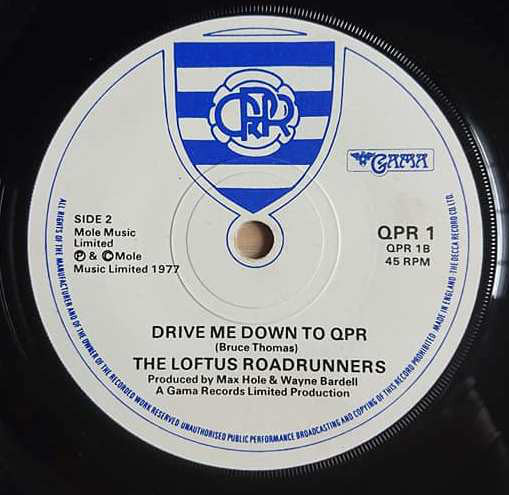 QPR
GAMA
SIDE 2
Mole Music
Limited
℗ & ©Mole
Music Limited 1977
QPR 1
QPR 1B
45 RPM
DRIVE ME DOWN TO QPR
(Bruce Thomas)
THE LOFTUS ROADRUNNERS
Produced by Max Hole & Wayne Bardell
A Gama Records Limited Production
ALL RIGHTS OF THE MANUFACTURER AND OF THE OWNER OF THE RECORDED WORK RESERVED UNAUTHORISED PUBLIC PERFORMANCE BROADCASTING AND COPYING OF THIS RECORD PROHIBITED MADE IN ENGLAND·THE DECCA RECORD CO. LTD.